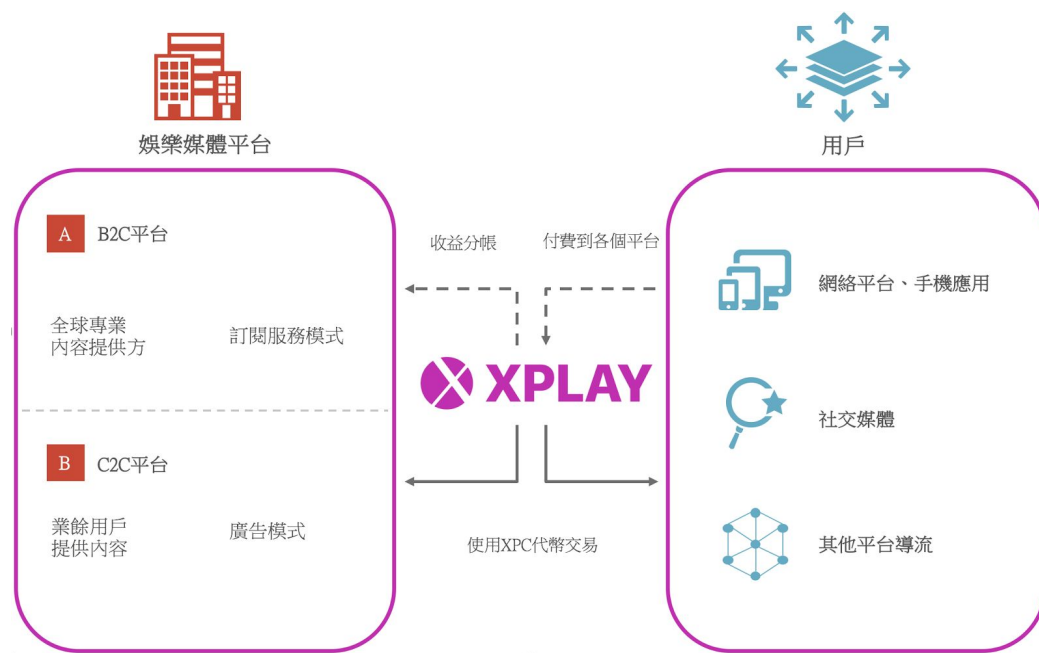 娛樂媒體平台
用戶
A
B2C平台
全球專業
內容提供方
訂閱服務模式
B
C2C平台
業餘用戶
提供內容
廣告模式
收益分帳
付費到各個平台
XPLAY
使用XPC代幣交易
網絡平台、手機應用
社交媒體
其他平台導流